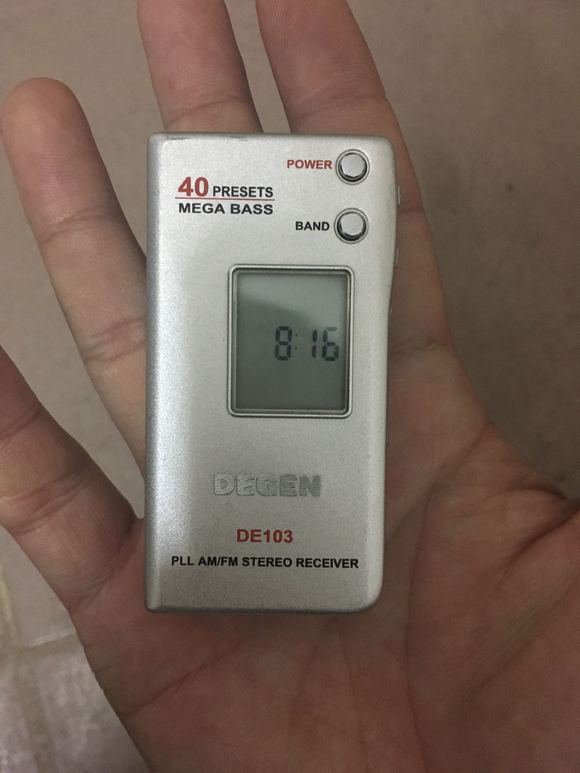 POWER
40 PRESETS
MEGA BASS
BAND
8:16
DEGEN
DE103
PLL AM/FM STEREO RECEIVER